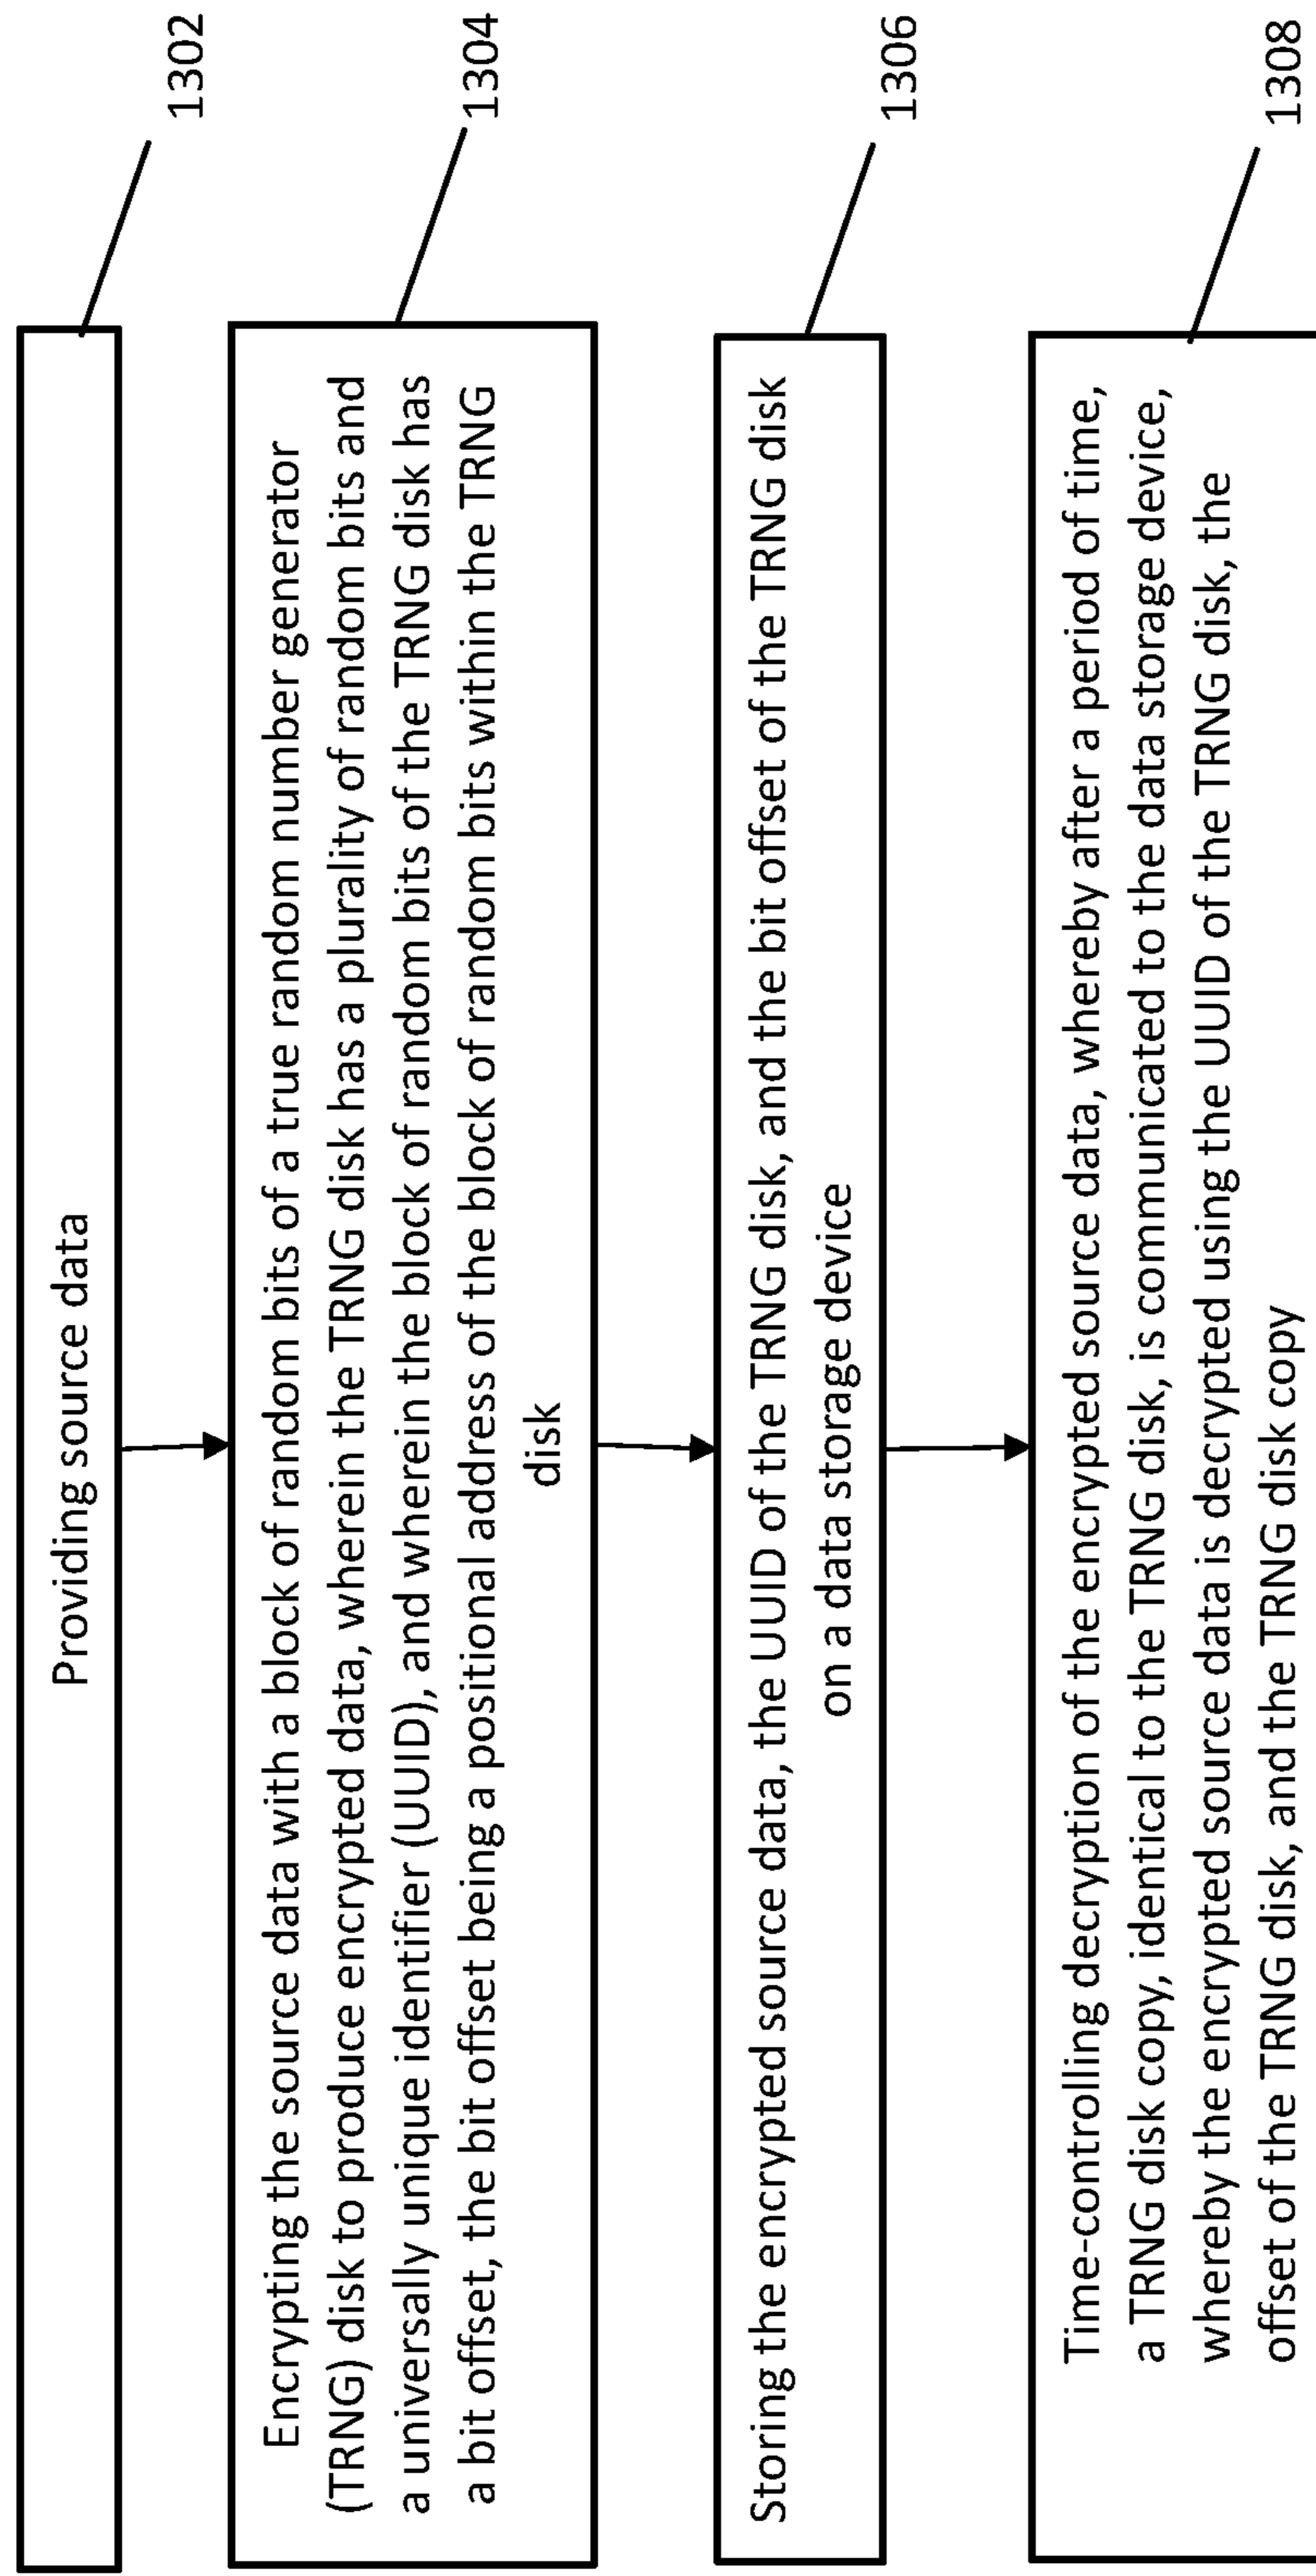 Providing source data
1302
Encrypting the source data with a block of random bits of a true random number generator
(TRNG) disk to produce encrypted data, wherein the TRNG disk has a plurality of random bits and
a universally unique identifier (UUID), and wherein the block of random bits of the TRNG disk has
a bit offset, the bit offset being a positional address of the block of random bits within the TRNG
disk
1304
Storing the encrypted source data, the UUID of the TRNG disk, and the bit offset of the TRNG disk
on a data storage device
1306
Time-controlling decryption of the encrypted source data, whereby after a period of time,
a TRNG disk copy, identical to the TRNG disk, is communicated to the data storage device,
whereby the encrypted source data is decrypted using the UUID of the TRNG disk, the
offset of the TRNG disk, and the TRNG disk copy
1308